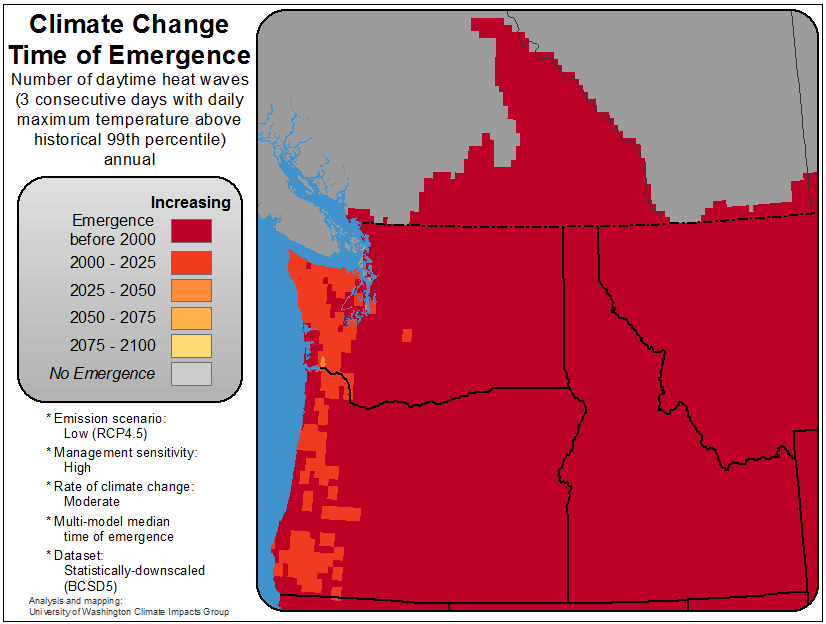 Climate Change
Time of Emergence
Number of daytime heat waves
(3 consecutive days with daily
maximum temperature above
historical 99th percentile)
annual
Increasing
Emergence
before 2000
2000 - 2025
2025 - 2050
2050 - 2075
2075 - 2100
No Emergence
* Emission scenario:
Low (RCP4.5)
* Management sensitivity:
High
* Rate of climate change:
Moderate
* Multi-model median
time of emergence
* Dataset:
Statistically-downscaled
(BCSD5)
Analysis and mapping:
University of Washington Climate Impacts Group